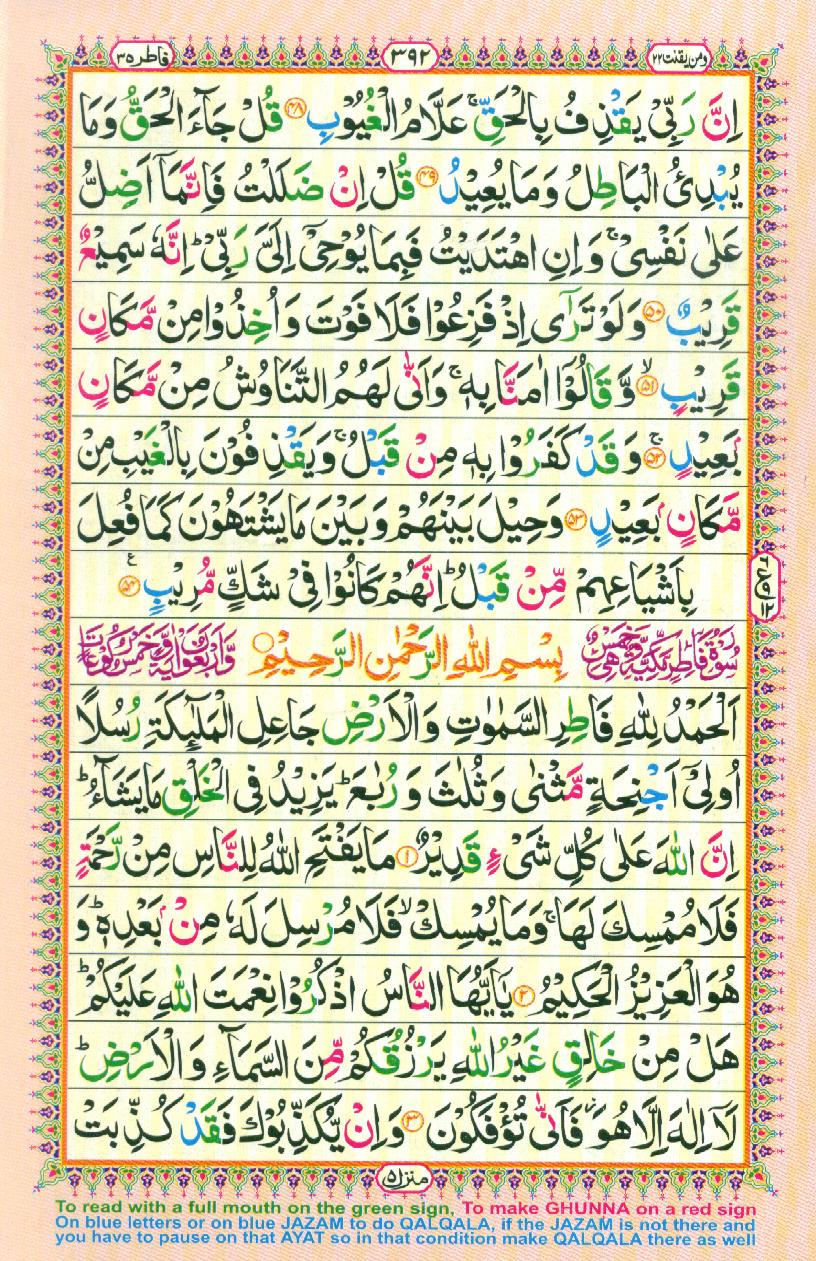 ومن یقنت ۲۲
۳۹۲
فاطر ۳۵
اِنَّ رَبِّیْ یَقْذِفُ بِالْحَقِّ ۚ عَلَّامُ الْغُیُوْبِ ۴۸ قُلْ جَآءَ الْحَقُّ وَمَا
یُبْدِئُ الْبَاطِلُ وَمَا یُعِیْدُ ۴۹ قُلْ اِنْ ضَلَلْتُ فَاِنَّمَاۤ اَضِلُّ
عَلٰی نَفْسِیْ ۚ وَاِنِ اهْتَدَیْتُ فَبِمَا یُوْحِیْۤ اِلَیَّ رَبِّیْ ؕ اِنَّهٗ سَمِیْعٌ
قَرِیْبٌ ۵۰ وَلَوْ تَرٰۤی اِذْ فَزِعُوْا فَلَا فَوْتَ وَاُخِذُوْا مِنْ مَّكَانٍ
قَرِیْبٍ ۙ ۵۱ وَّقَالُوْۤا اٰمَنَّا بِهٖ ۚ وَاَنّٰی لَهُمُ التَّنَاوُشُ مِنْ مَّكَانٍۭ
بَعِیْدٍ ۚ ۵۲ وَقَدْ كَفَرُوْا بِهٖ مِنْ قَبْلُ ۚ وَیَقْذِفُوْنَ بِالْغَیْبِ مِنْ
مَّكَانٍۭ بَعِیْدٍ ۵۳ وَحِیْلَ بَیْنَهُمْ وَبَیْنَ مَا یَشْتَهُوْنَ كَمَا فُعِلَ
بِاَشْیَاعِهِمْ مِّنْ قَبْلُ ؕ اِنَّهُمْ كَانُوْا فِیْ شَكٍّ مُّرِیْبٍ ۵۴ ع
سُوْرَةُ فَاطِرٍ مَّكِّیَّةٌ وَّهِیَ خَمْسٌ بِسْمِ اللّٰهِ الرَّحْمٰنِ الرَّحِیْمِ وَّاَرْبَعُوْنَ اٰیَةً وَّخَمْسُ رُكُوْعَاتٍ
اَلْحَمْدُ لِلّٰهِ فَاطِرِ السَّمٰوٰتِ وَالْاَرْضِ جَاعِلِ الْمَلٰٓئِكَةِ رُسُلًا
اُولِیْۤ اَجْنِحَةٍ مَّثْنٰی وَثُلٰثَ وَرُبٰعَ ؕ یَزِیْدُ فِی الْخَلْقِ مَا یَشَآءُ ؕ
اِنَّ اللّٰهَ عَلٰی كُلِّ شَیْءٍ قَدِیْرٌ ۱ مَا یَفْتَحِ اللّٰهُ لِلنَّاسِ مِنْ رَّحْمَةٍ
فَلَا مُمْسِكَ لَهَا ۚ وَمَا یُمْسِكْ ۙ فَلَا مُرْسِلَ لَهٗ مِنْۢ بَعْدِهٖ ؕ وَ
هُوَ الْعَزِیْزُ الْحَكِیْمُ ۲ یٰۤاَیُّهَا النَّاسُ اذْكُرُوْا نِعْمَتَ اللّٰهِ عَلَیْكُمْ ؕ
هَلْ مِنْ خَالِقٍ غَیْرُ اللّٰهِ یَرْزُقُكُمْ مِّنَ السَّمَآءِ وَالْاَرْضِ ؕ
لَاۤ اِلٰهَ اِلَّا هُوَ ۖ فَاَنّٰی تُؤْفَكُوْنَ ۳ وَاِنْ یُّكَذِّبُوْكَ فَقَدْ كُذِّبَتْ
منزل ۵
To read with a full mouth on the green sign, To make GHUNNA on a red sign
On blue letters or on blue JAZAM to do QALQALA, if the JAZAM is not there and
you have to pause on that AYAT so in that condition make QALQALA there as well